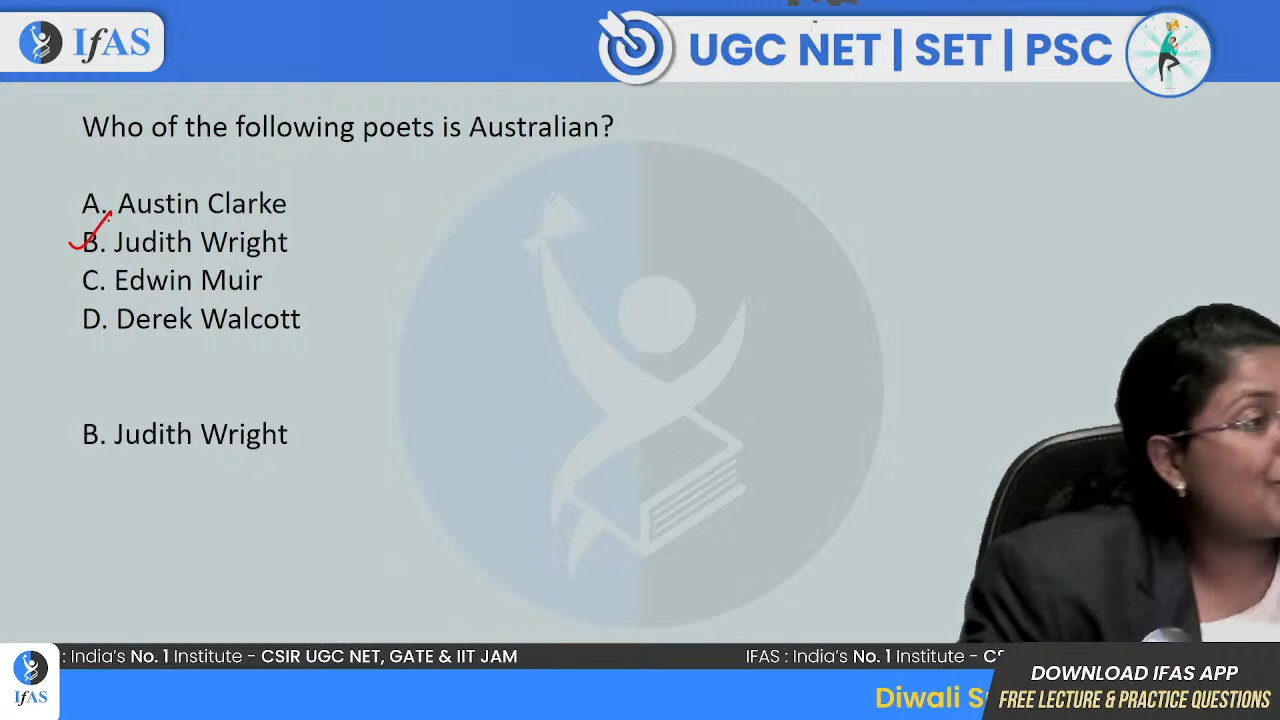 IfAS
UGC NET | SET | PSC
Who of the following poets is Australian?
A. Austin Clarke
B. Judith Wright
C. Edwin Muir
D. Derek Walcott
B. Judith Wright
: India's No. 1 Institute - CSIR UGC NET, GATE & IIT JAM
IFAS : India's No. 1 Institute - CS
IfAS
DOWNLOAD IFAS APP
Diwali S
FREE LECTURE & PRACTICE QUESTIONS